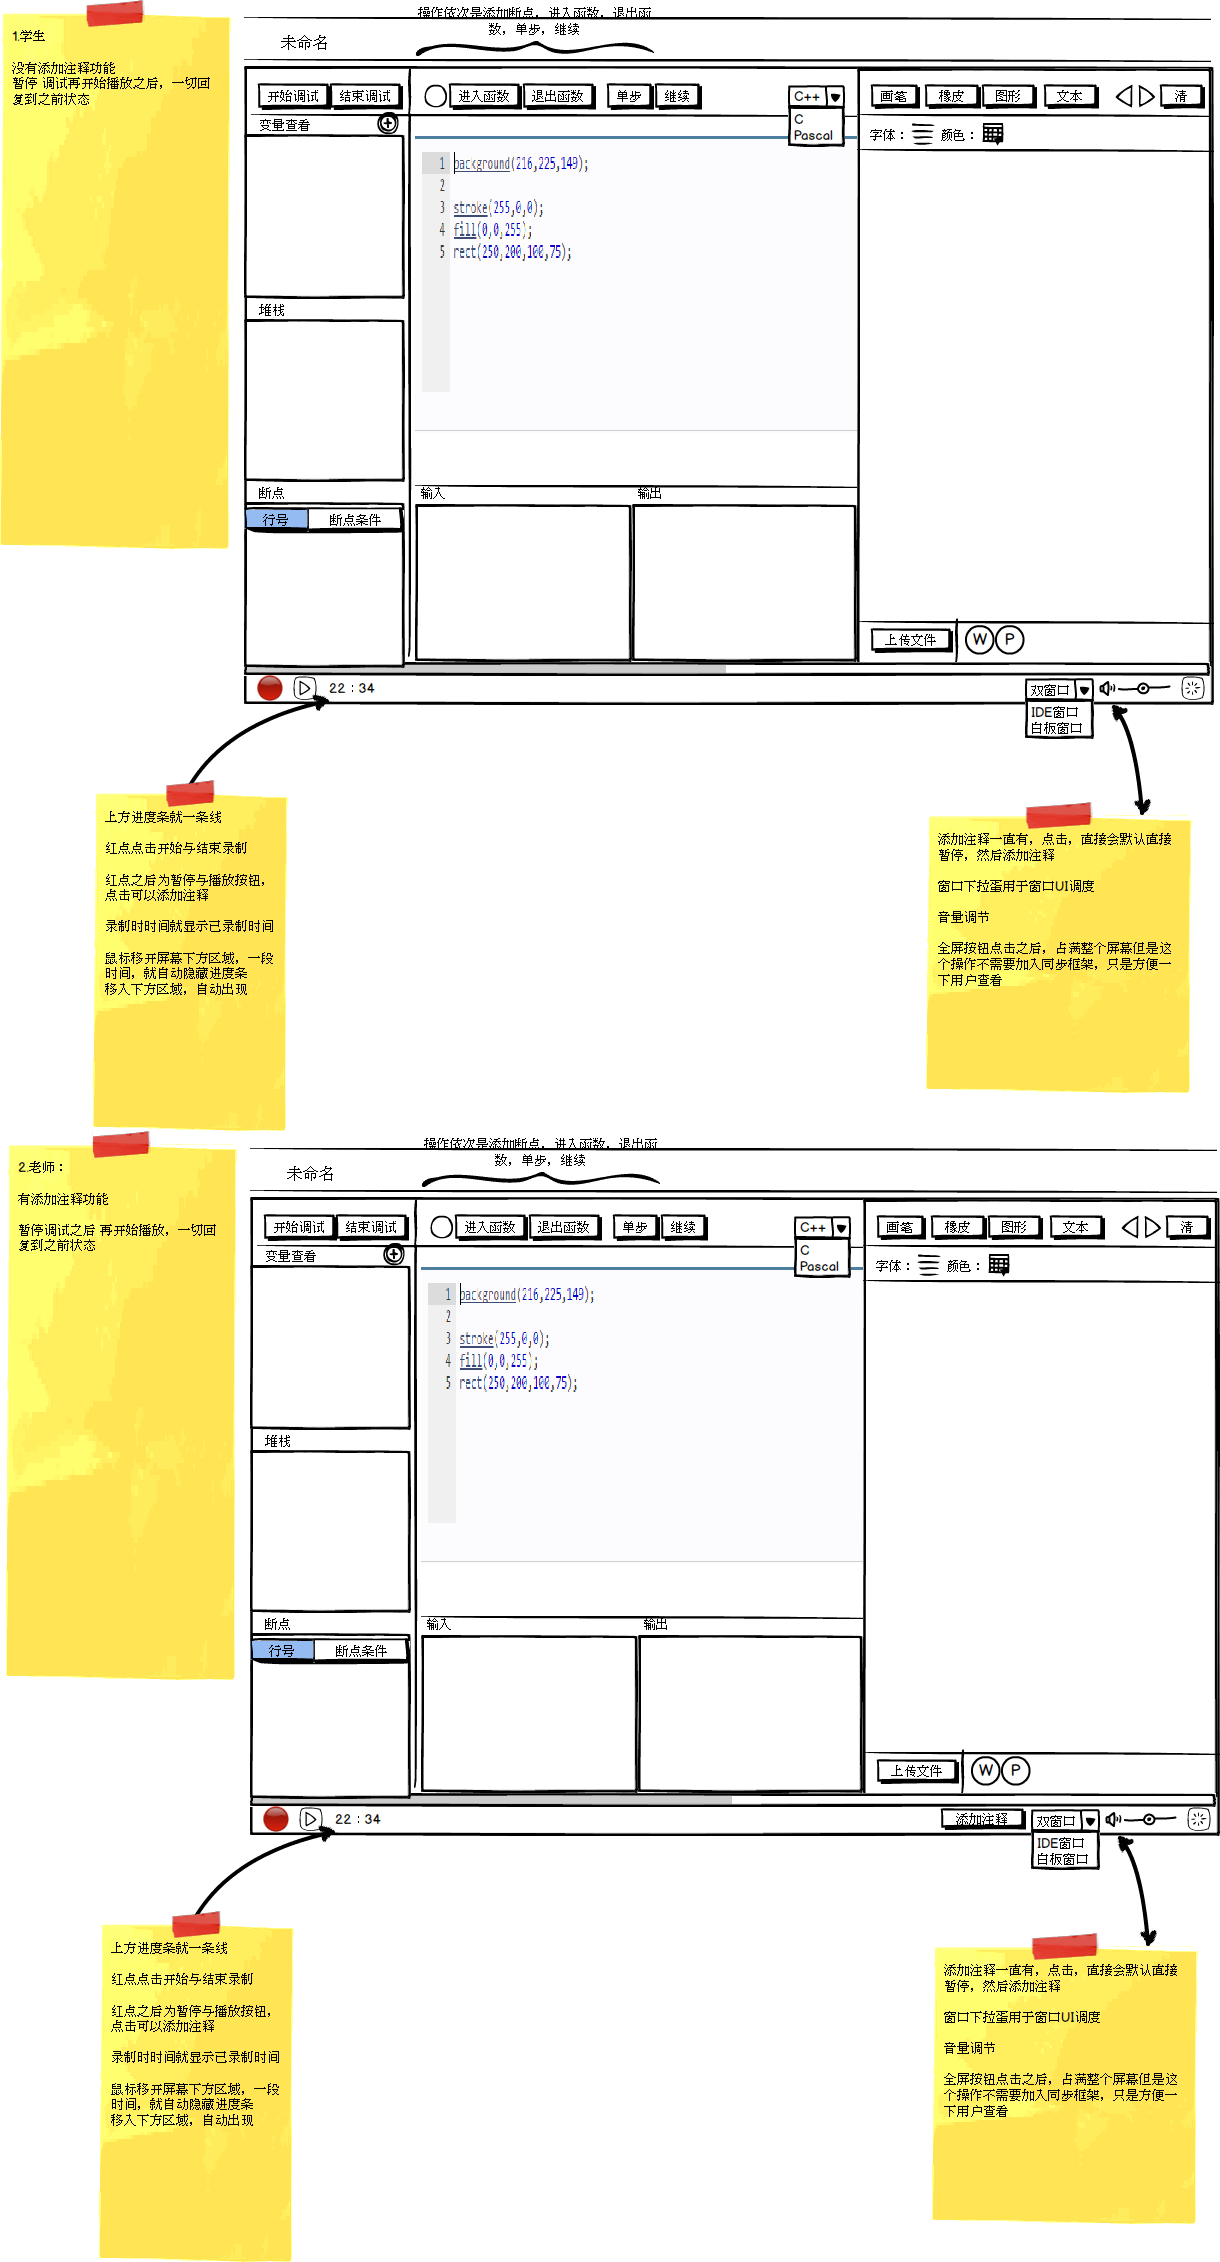 1.学生
没有添加注释功能
暂停 调试再开始播放之后，一切回
复到之前状态
操作依次是添加断点，进入函数，退出函
数，单步，继续
未命名
开始调试 结束调试 进入函数 退出函数 单步 继续 C++ 画笔 橡皮 图形 文本 清
C
Pascal
变量查看
字体： 颜色：
1 background(216,225,149);
2
3 stroke(255,0,0);
4 fill(0,0,255);
5 rect(250,200,100,75);
堆栈
断点
输入 输出
行号 断点条件
上传文件 W P
22：34
双窗口
IDE窗口
白板窗口
上方进度条就一条线
红点点击开始与结束录制
红点之后为暂停与播放按钮，
点击可以添加注释
录制时时间就显示已录制时间
鼠标移开屏幕下方区域，一段
时间，就自动隐藏进度条
移入下方区域，自动出现
添加注释一直有，点击，直接会默认直接
暂停，然后添加注释
窗口下拉蛋用于窗口UI调度
音量调节
全屏按钮点击之后，占满整个屏幕但是这
个操作不需要加入同步框架，只是方便一
下用户查看
2.老师：
有添加注释功能
暂停调试之后 再开始播放，一切回
复到之前状态
操作依次是添加断点，进入函数，退出函
数，单步，继续
未命名
开始调试 结束调试 进入函数 退出函数 单步 继续 C++ 画笔 橡皮 图形 文本 清
C
Pascal
变量查看
字体： 颜色：
1 background(216,225,149);
2
3 stroke(255,0,0);
4 fill(0,0,255);
5 rect(250,200,100,75);
堆栈
断点
输入 输出
行号 断点条件
上传文件 W P
22：34
添加注释 双窗口
IDE窗口
白板窗口
上方进度条就一条线
红点点击开始与结束录制
红点之后为暂停与播放按钮，
点击可以添加注释
录制时时间就显示已录制时间
鼠标移开屏幕下方区域，一段
时间，就自动隐藏进度条
移入下方区域，自动出现
添加注释一直有，点击，直接会默认直接
暂停，然后添加注释
窗口下拉蛋用于窗口UI调度
音量调节
全屏按钮点击之后，占满整个屏幕但是这
个操作不需要加入同步框架，只是方便一
下用户查看